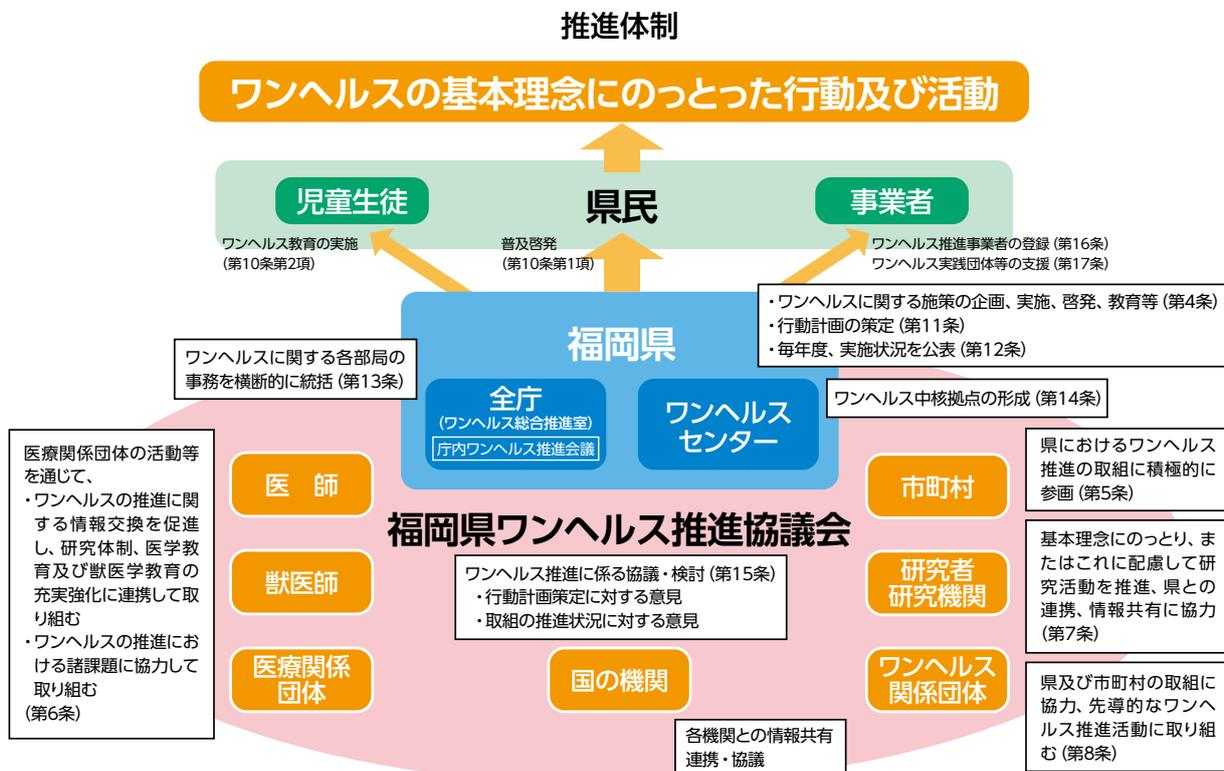 推進体制
ワンヘルスの基本理念にのっとった行動及び活動
児童生徒
県民
事業者
ワンヘルス教育の実施
(第10条第2項)
普及啓発
(第10条第1項)
ワンヘルス推進事業者の登録(第16条)
ワンヘルス実践団体等の支援(第17条)
・ワンヘルスに関する施策の企画、実施、啓発、教育等(第4条)
・行動計画の策定(第11条)
・毎年度、実施状況を公表(第12条)
福岡県
ワンヘルスに関する各部局の
事務を横断的に統括(第13条)
全庁
(ワンヘルス総合推進室)
庁内ワンヘルス推進会議
ワンヘルス
センター
ワンヘルス中核拠点の形成(第14条)
医療関係団体の活動等
を通じて、
・ワンヘルスの推進に関
する情報交換を促進
し、研究体制、医学教
育及び獣医学教育の
充実強化に連携して取
り組む
・ワンヘルスの推進にお
ける諸課題に協力して
取り組む
(第6条)
医　師
獣医師
医療関係
団体
福岡県ワンヘルス推進協議会
ワンヘルス推進に係る協議・検討(第15条)
・行動計画策定に対する意見
・取組の推進状況に対する意見
国の機関
各機関との情報共有
連携・協議
市町村
研究者
研究機関
ワンヘルス
関係団体
県におけるワンヘルス
推進の取組に積極的に
参画(第5条)
基本理念にのっとり、ま
たはこれに配慮して研
究活動を推進、県との
連携、情報共有に協力
(第7条)
県及び市町村の取組に
協力、先導的なワンヘ
ルス推進活動に取り組
む(第8条)